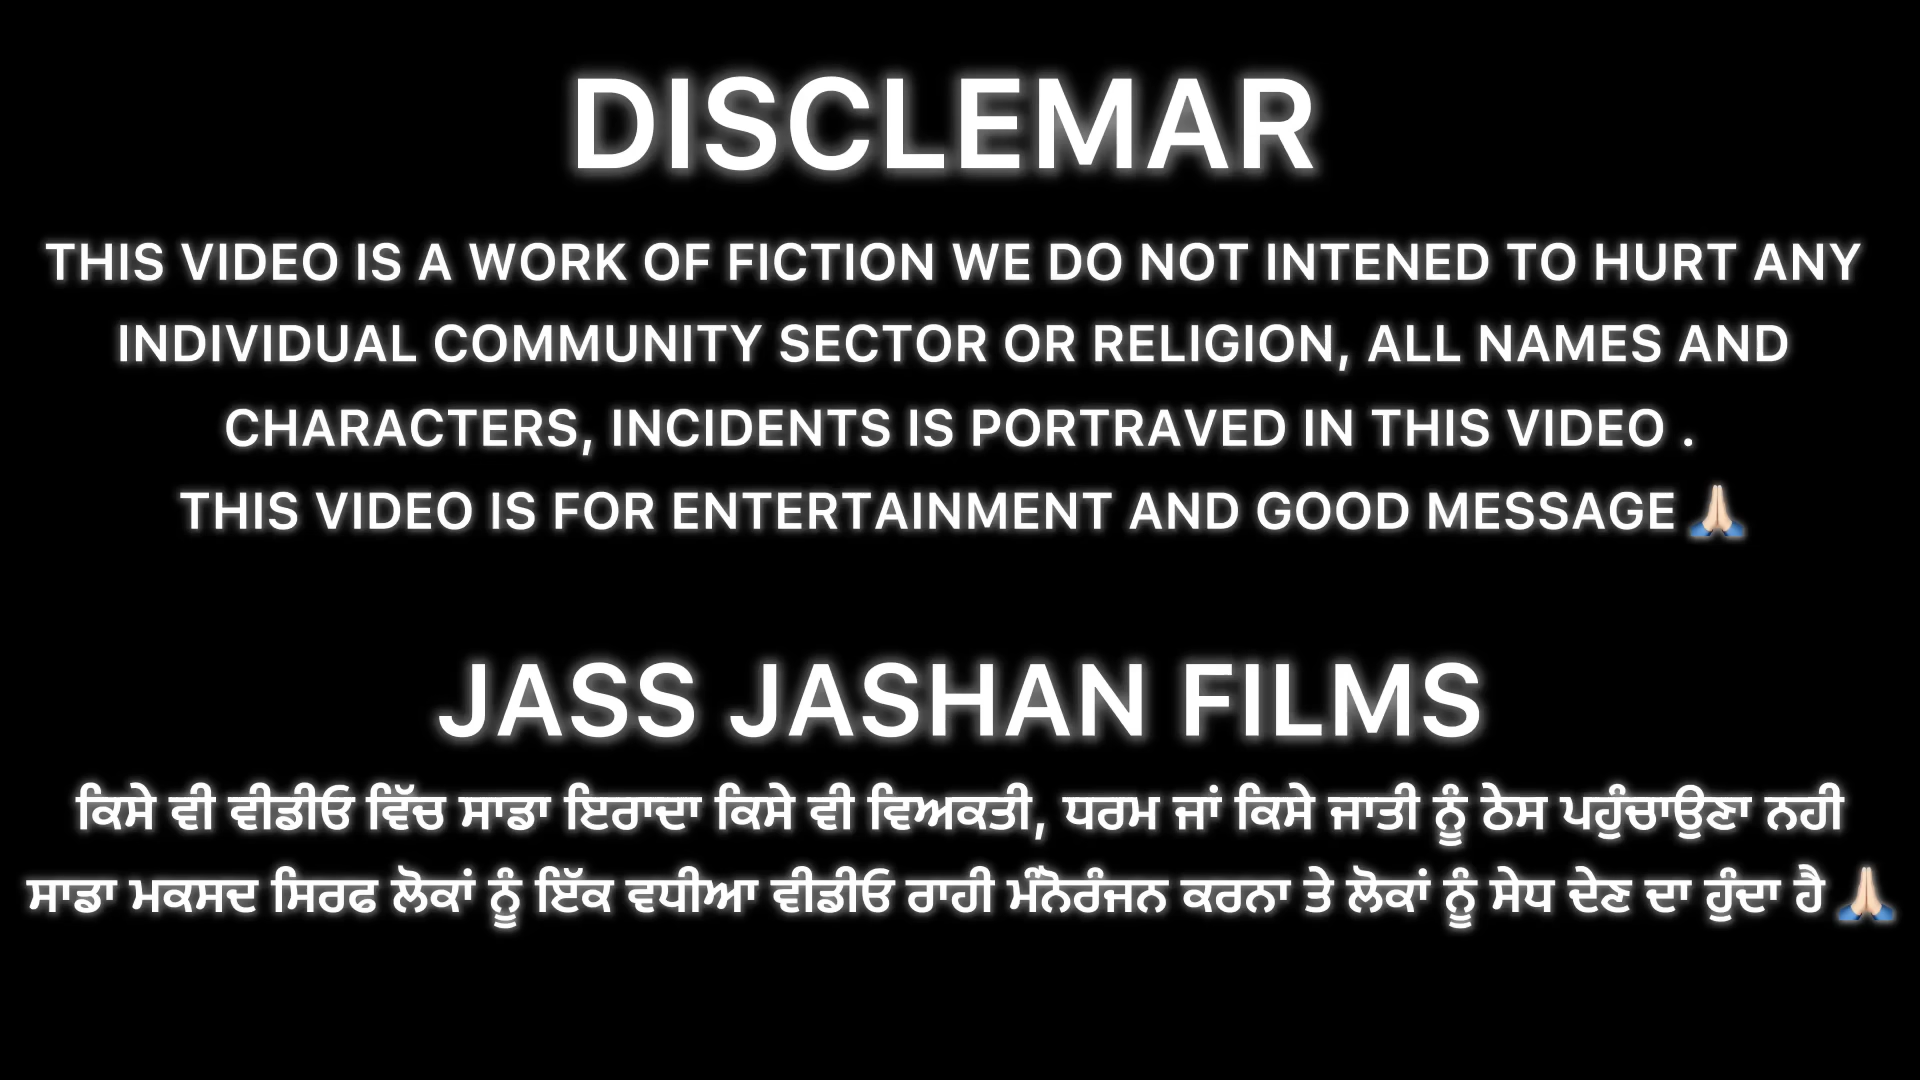 DISCLEMAR
THIS VIDEO IS A WORK OF FICTION WE DO NOT INTENED TO HURT ANY
INDIVIDUAL COMMUNITY SECTOR OR RELIGION, ALL NAMES AND
CHARACTERS, INCIDENTS IS PORTRAVED IN THIS VIDEO .
THIS VIDEO IS FOR ENTERTAINMENT AND GOOD MESSAGE 🙏🏻
JASS JASHAN FILMS
ਕਿਸੇ ਵੀ ਵੀਡੀਓ ਵਿੱਚ ਸਾਡਾ ਇਰਾਦਾ ਕਿਸੇ ਵੀ ਵਿਅਕਤੀ, ਧਰਮ ਜਾਂ ਕਿਸੇ ਜਾਤੀ ਨੂੰ ਠੇਸ ਪਹੁੰਚਾਉਣਾ ਨਹੀ
ਸਾਡਾ ਮਕਸਦ ਸਿਰਫ ਲੋਕਾਂ ਨੂੰ ਇੱਕ ਵਧੀਆ ਵੀਡੀਓ ਰਾਹੀ ਮੰਨੋਰੰਜਨ ਕਰਨਾ ਤੇ ਲੋਕਾਂ ਨੂੰ ਸੇਧ ਦੇਣ ਦਾ ਹੁੰਦਾ ਹੈ 🙏🏻